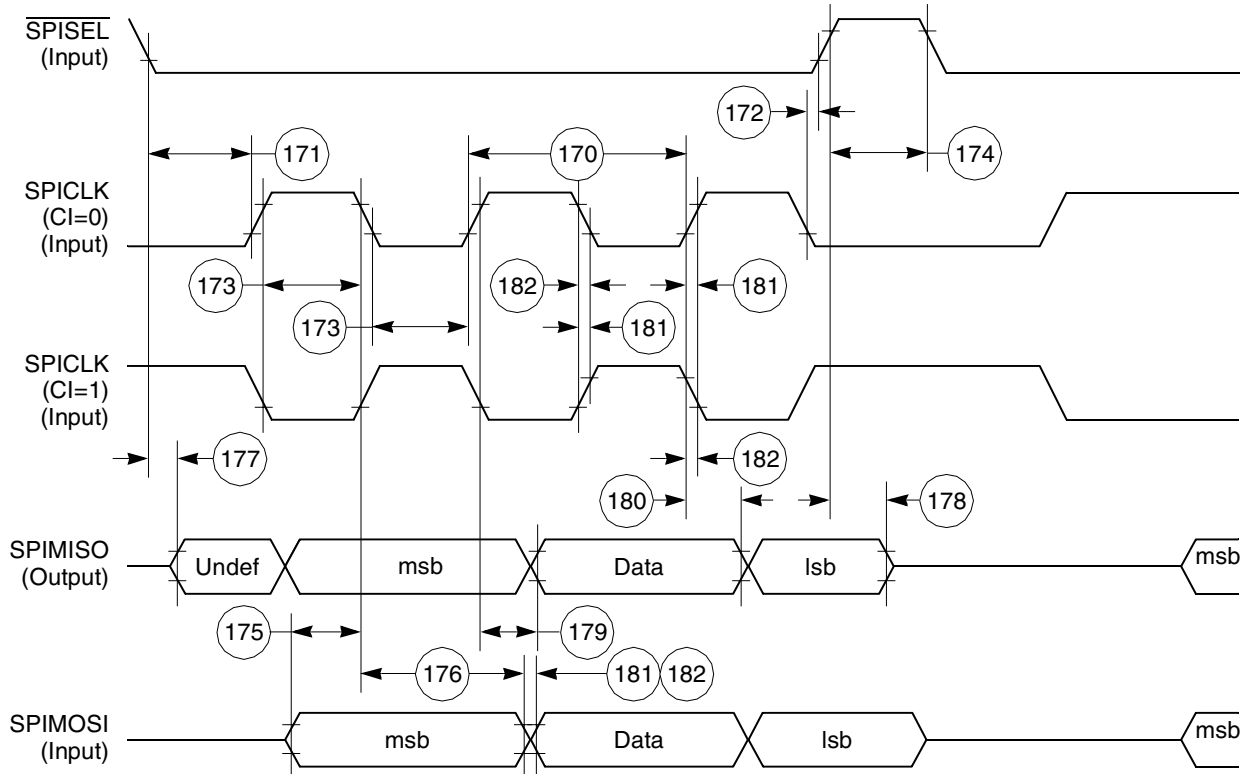 SPISEL
(Input)
172
171
170
174
SPICLK
(CI=0)
(Input)
173
182
181
173
181
SPICLK
(CI=1)
(Input)
177
182
180
178
SPIMISO
(Output)
Undef
msb
Data
lsb
msb
175
179
176
181
182
SPIMOSI
(Input)
msb
Data
lsb
msb